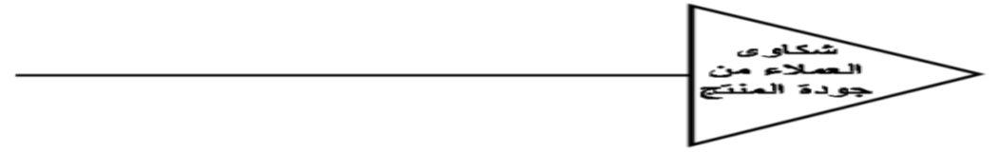 شكاوى
العملاء من
جودة المنتج